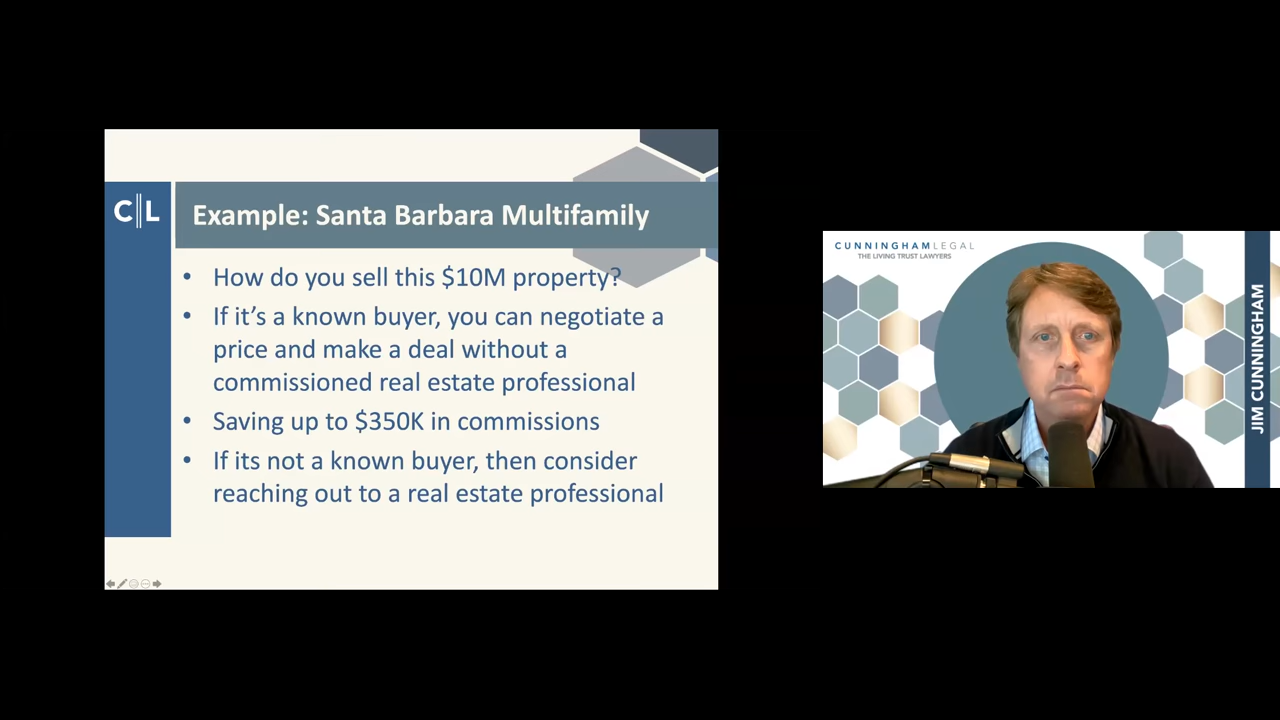 C||L
Example: Santa Barbara Multifamily
• How do you sell this $10M property?
• If it’s a known buyer, you can negotiate a
price and make a deal without a
commissioned real estate professional
• Saving up to $350K in commissions
• If its not a known buyer, then consider
reaching out to a real estate professional
CUNNINGHAMLEGAL
THE LIVING TRUST LAWYERS
JIM CUNNINGHAM